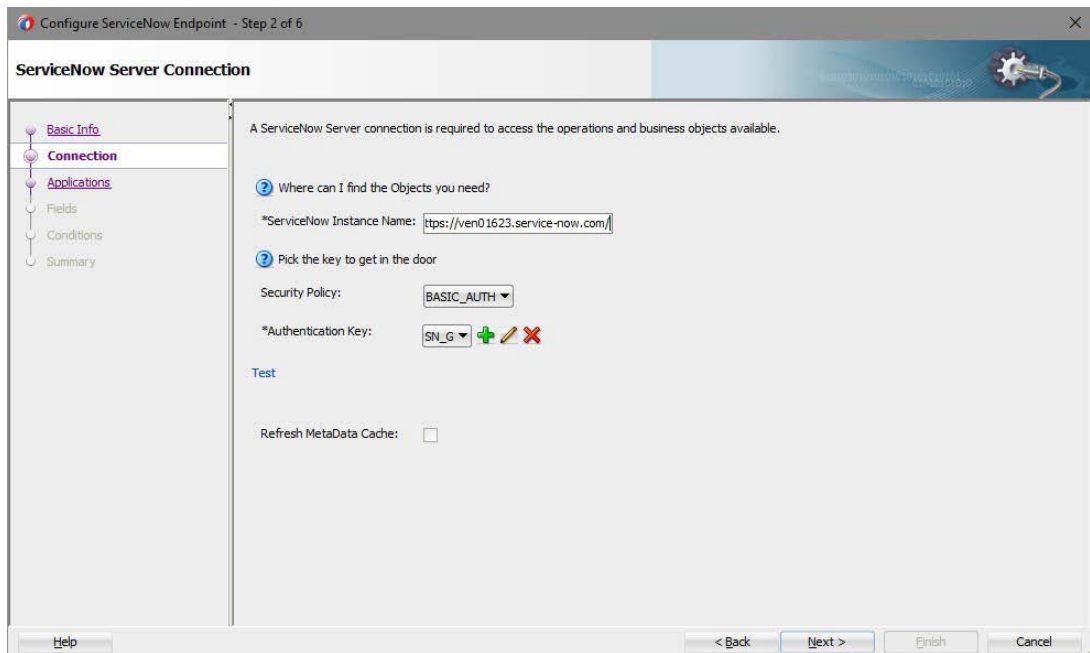 Configure ServiceNow Endpoint - Step 2 of 6
ServiceNow Server Connection
Basic Info
Connection
Applications
Fields
Conditions
Summary
A ServiceNow Server connection is required to access the operations and business objects available.
Where can I find the Objects you need?
*ServiceNow Instance Name: ttps://ven01623.service-now.com/
Pick the key to get in the door
Security Policy: BASIC_AUTH
*Authentication Key: SN_G
Test
Refresh MetaData Cache:
Help < Back Next > Finish Cancel